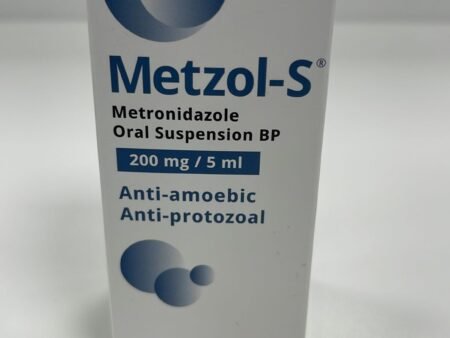 Metzol-S®
Metronidazole
Oral Suspension BP
200 mg / 5 ml
Anti-amoebic
Anti-protozoal